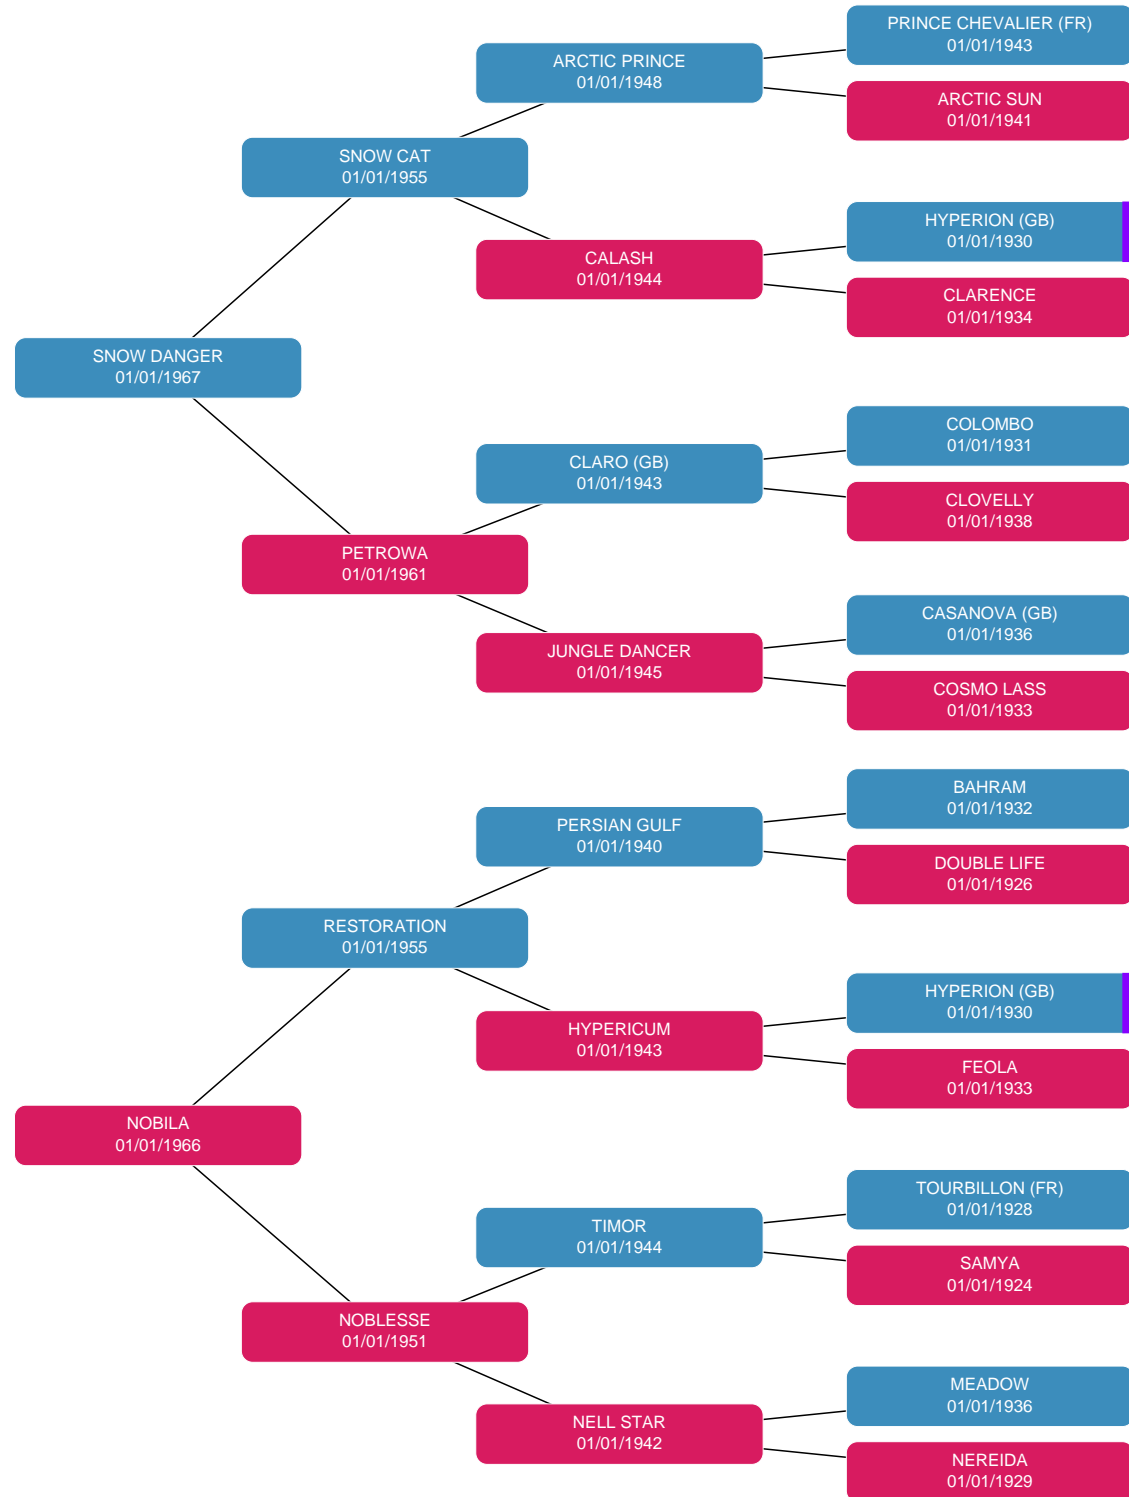 PRINCE CHEVALIER (FR)
01/01/1943
ARCTIC PRINCE
01/01/1948
ARCTIC SUN
01/01/1941
SNOW CAT
01/01/1955
HYPERION (GB)
01/01/1930
CALASH
01/01/1944
CLARENCE
01/01/1934
SNOW DANGER
01/01/1967
COLOMBO
01/01/1931
CLARO (GB)
01/01/1943
CLOVELLY
01/01/1938
PETROWA
01/01/1961
CASANOVA (GB)
01/01/1936
JUNGLE DANCER
01/01/1945
COSMO LASS
01/01/1933
BAHRAM
01/01/1932
PERSIAN GULF
01/01/1940
DOUBLE LIFE
01/01/1926
RESTORATION
01/01/1955
HYPERION (GB)
01/01/1930
HYPERICUM
01/01/1943
FEOLA
01/01/1933
NOBILA
01/01/1966
TOURBILLON (FR)
01/01/1928
TIMOR
01/01/1944
SAMYA
01/01/1924
NOBLESSE
01/01/1951
MEADOW
01/01/1936
NELL STAR
01/01/1942
NEREIDA
01/01/1929